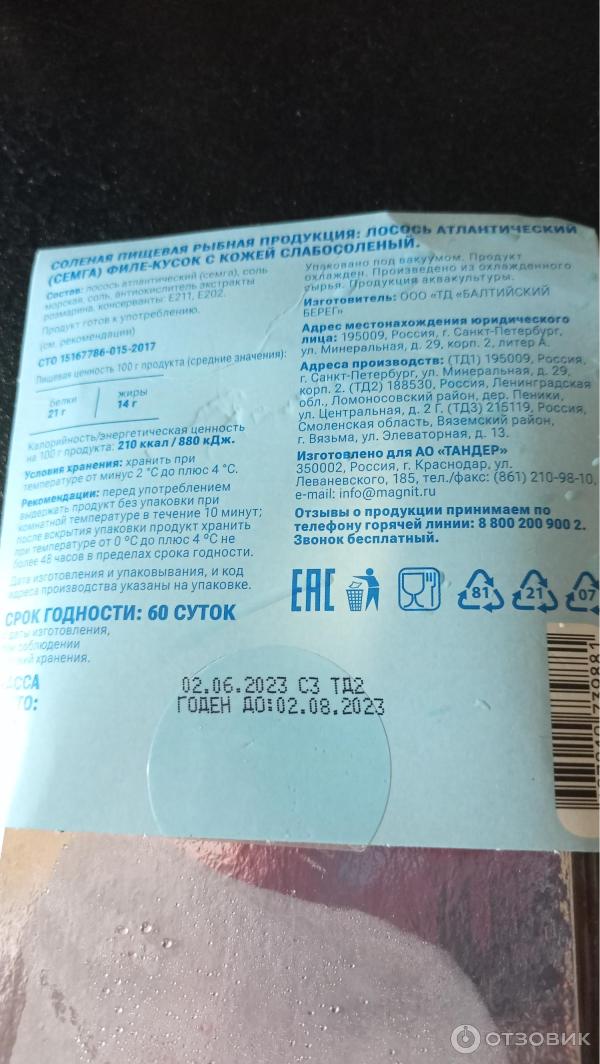 СОЛЕНАЯ ПИЩЕВАЯ РЫБНАЯ ПРОДУКЦИЯ: ЛОСОСЬ АТЛАНТИЧЕСКИЙ
(СЕМГА) ФИЛЕ-КУСОК С КОЖЕЙ СЛАБОСОЛЕНЫЙ.
Состав: лосось атлантический (семга), соль
морская, соль, антиокислитель экстракты
розмарина, консерванты: Е211, Е202.
Продукт готов к употреблению.
(см. рекомендации)
СТО 15167786-015-2017
Пищевая ценность 100 г продукта (средние значения):
белки
21 г
жиры
14 г
Калорийность/энергетическая ценность
на 100 г продукта: 210 ккал / 880 кДж.
Условия хранения: хранить при
температуре от минус 2 °С до плюс 4 °С.
Рекомендации: перед употреблением
выдержать продукт без упаковки при
комнатной температуре в течение 10 минут;
после вскрытия упаковки продукт хранить
при температуре от 0 °С до плюс 4 °С не
более 48 часов в пределах срока годности.
Дата изготовления и упаковывания, и код
адреса производства указаны на упаковке.
СРОК ГОДНОСТИ: 60 СУТОК
даты изготовления,
соблюдении
хранения.
Упаковано под вакуумом. Продукт
охлажден. Произведено из охлажденного
сырья. Продукция аквакультуры.
Изготовитель: ООО «ТД «БАЛТИЙСКИЙ
БЕРЕГ»
Адрес местонахождения юридического
лица: 195009, Россия, г. Санкт-Петербург,
ул. Минеральная, д. 29, корп. 2, литер А.
Адреса производств: (ТД1) 195009, Россия,
г. Санкт-Петербург, ул. Минеральная, д. 29,
корп. 2. (ТД2) 188530, Россия, Ленинградская
обл., Ломоносовский район, дер. Пеники,
ул. Центральная, д. 2 Г. (ТД3) 215119, Россия,
Смоленская область, Вяземский район,
г. Вязьма, ул. Элеваторная, д. 13.
Изготовлено для АО «ТАНДЕР»
350002, Россия, г. Краснодар, ул.
Леваневского, 185, тел./факс: (861) 210-98-10,
e-mail: info@magnit.ru
Отзывы о продукции принимаем по
телефону горячей линии: 8 800 200 900 2.
Звонок бесплатный.
EAC
81 21 07
02.06.2023 С3 ТД2
ГОДЕН ДО:02.08.2023
ОТЗОВИК